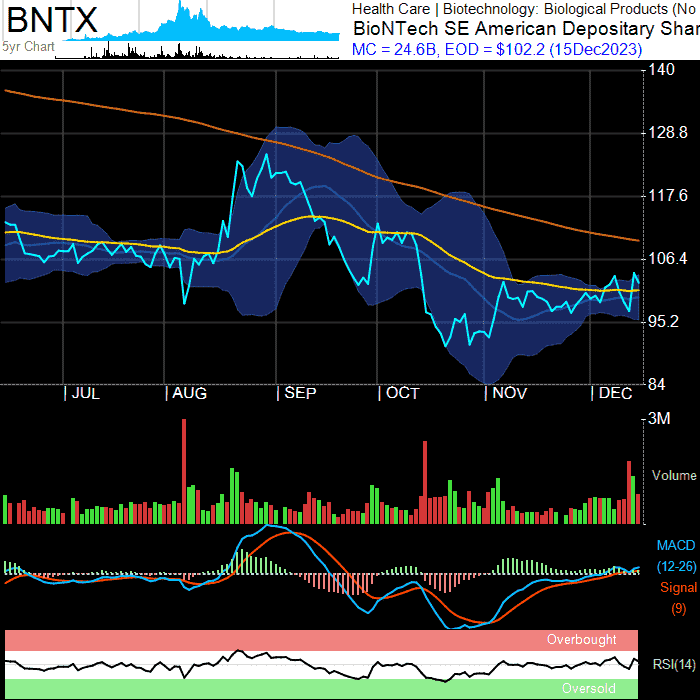 BNTX
5yr Chart
Health Care | Biotechnology: Biological Products (No
BioNTech SE American Depositary Shar
MC = 24.6B, EOD = $102.2 (15Dec2023)
140
128.8
117.6
106.4
95.2
84
JUL AUG SEP OCT NOV DEC
3M
Volume
MACD
(12-26)
Signal
(9)
Overbought
RSI(14)
Oversold